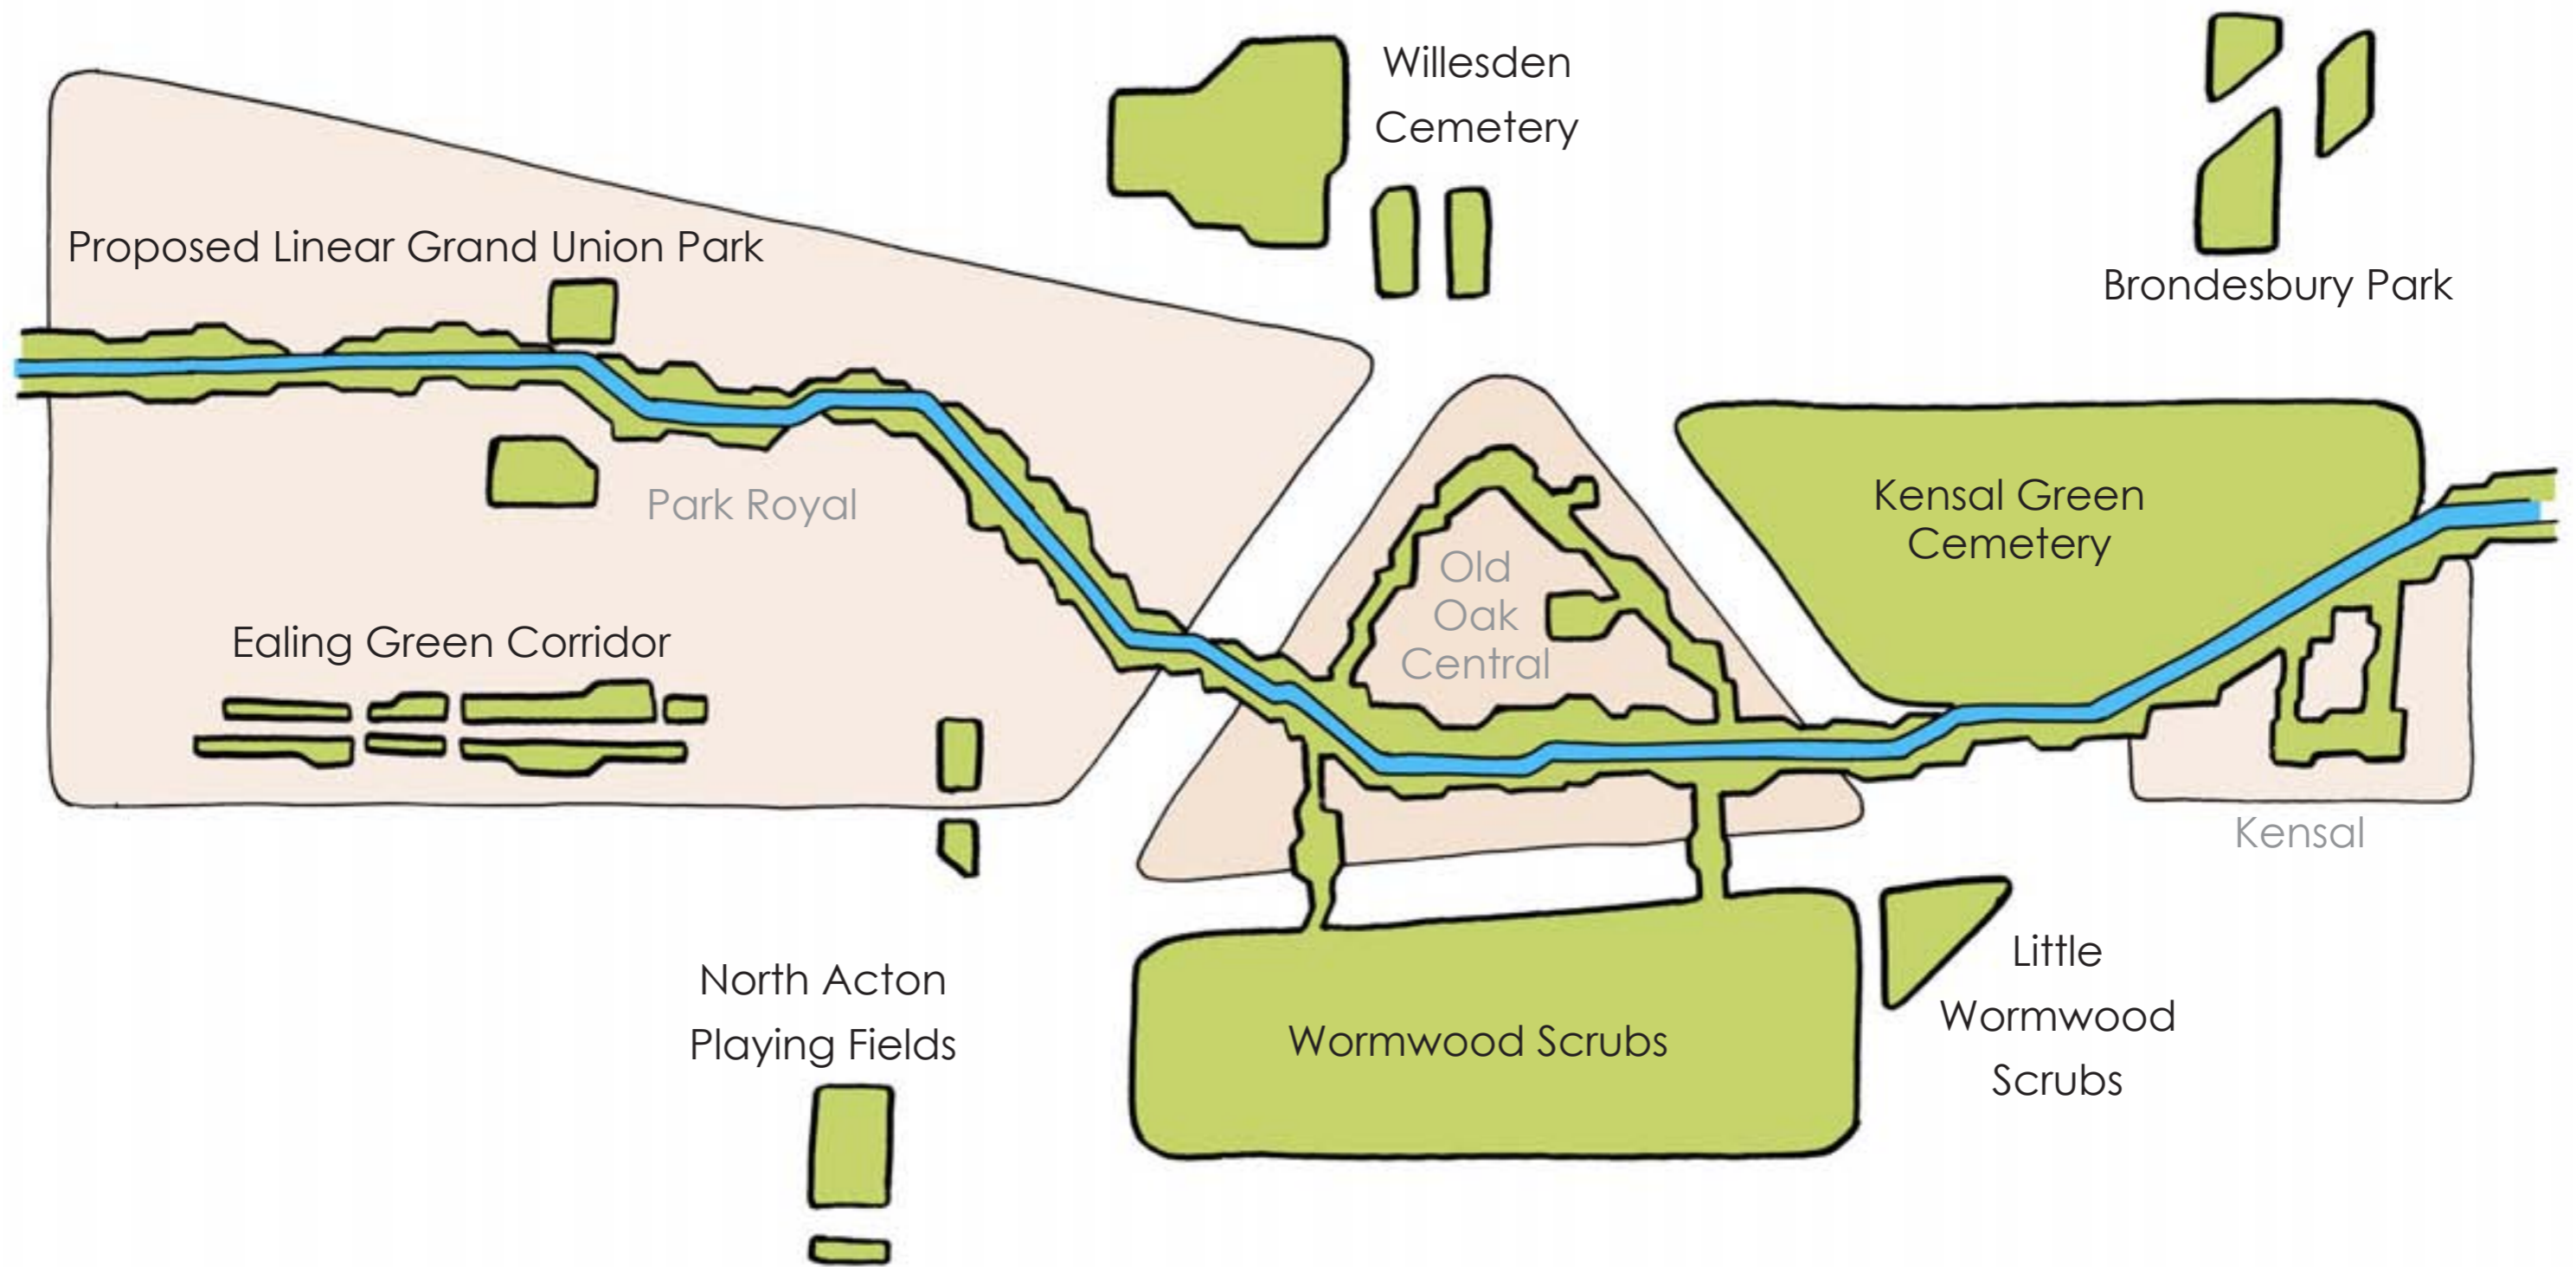 Willesden
Cemetery
Proposed Linear Grand Union Park
Brondesbury Park
Park Royal
Kensal Green
Cemetery
Old
Oak
Central
Ealing Green Corridor
Kensal
North Acton
Playing Fields
Wormwood Scrubs
Little
Wormwood
Scrubs